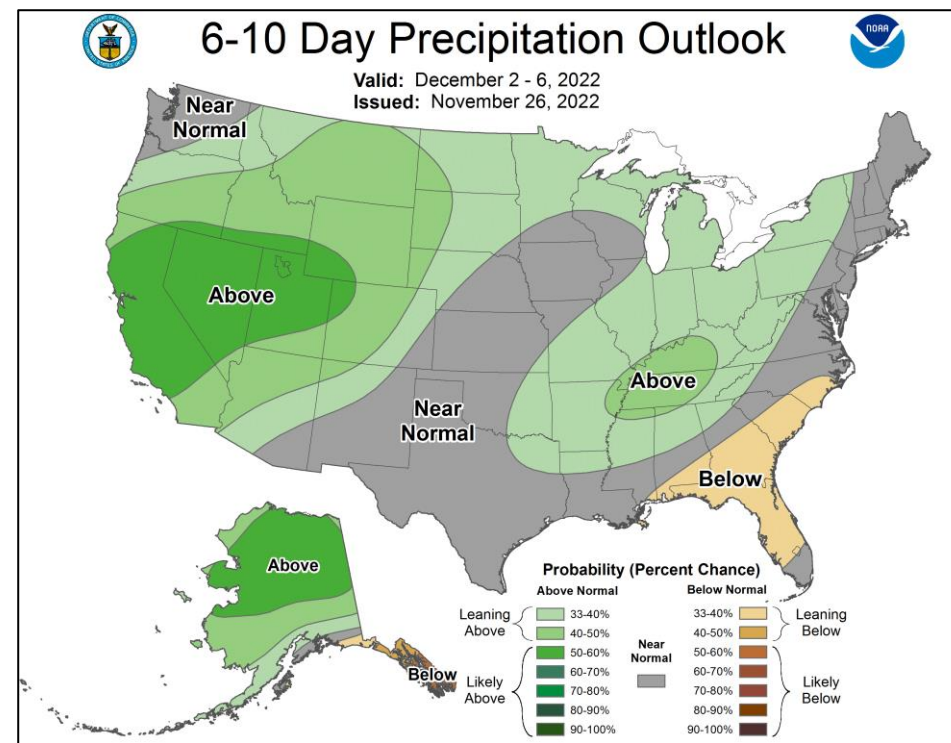 6-10 Day Precipitation Outlook
NOAA
Valid: December 2 - 6, 2022
Issued: November 26, 2022
Near
Normal
Above
Near
Normal
Above
Below
Above
Below
Probability (Percent Chance)
Above Normal
Below Normal
Leaning
Above
33-40%
40-50%
Likely
Above
50-60%
60-70%
70-80%
80-90%
90-100%
Near
Normal
33-40%
40-50%
Leaning
Below
50-60%
60-70%
70-80%
80-90%
90-100%
Likely
Below